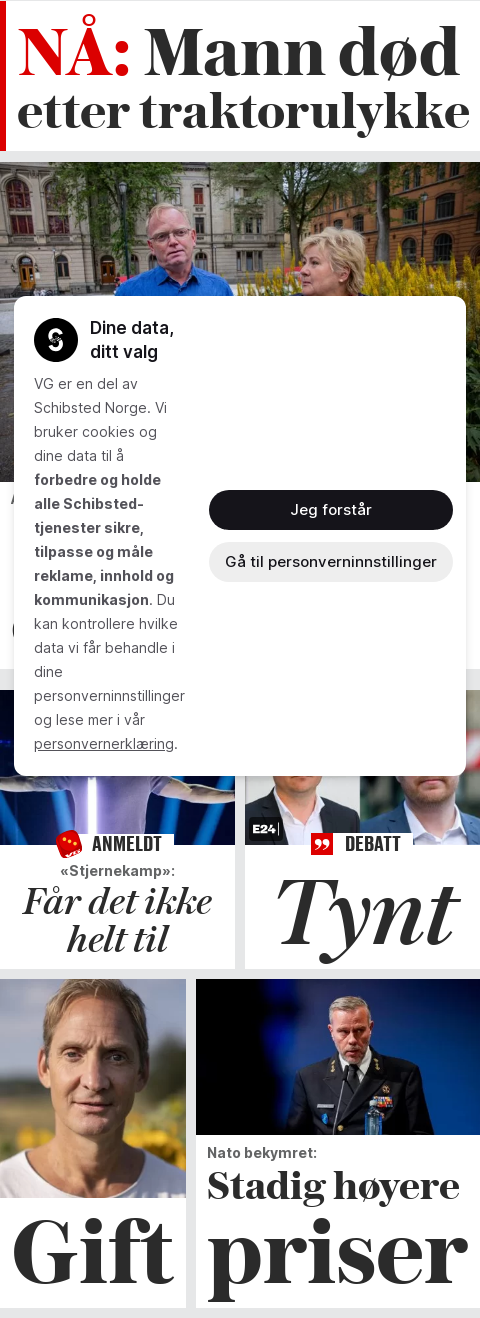 NÅ: Mann død
etter traktorulykke
Dine data,
ditt valg
VG er en del av
Schibsted Norge. Vi
bruker cookies og
dine data til å
forbedre og holde
alle Schibsted-
tjenester sikre,
tilpasse og måle
reklame, innhold og
kommunikasjon. Du
kan kontrollere hvilke
data vi får behandle i
dine
personverninnstillinger
og lese mer i vår
personvernerklæring.
Jeg forstår
Gå til personverninnstillinger
ANMELDT
«Stjernekamp»:
Får det ikke
helt til
E24
DEBATT
Tynt
Gift
Nato bekymret:
Stadig høyere
priser